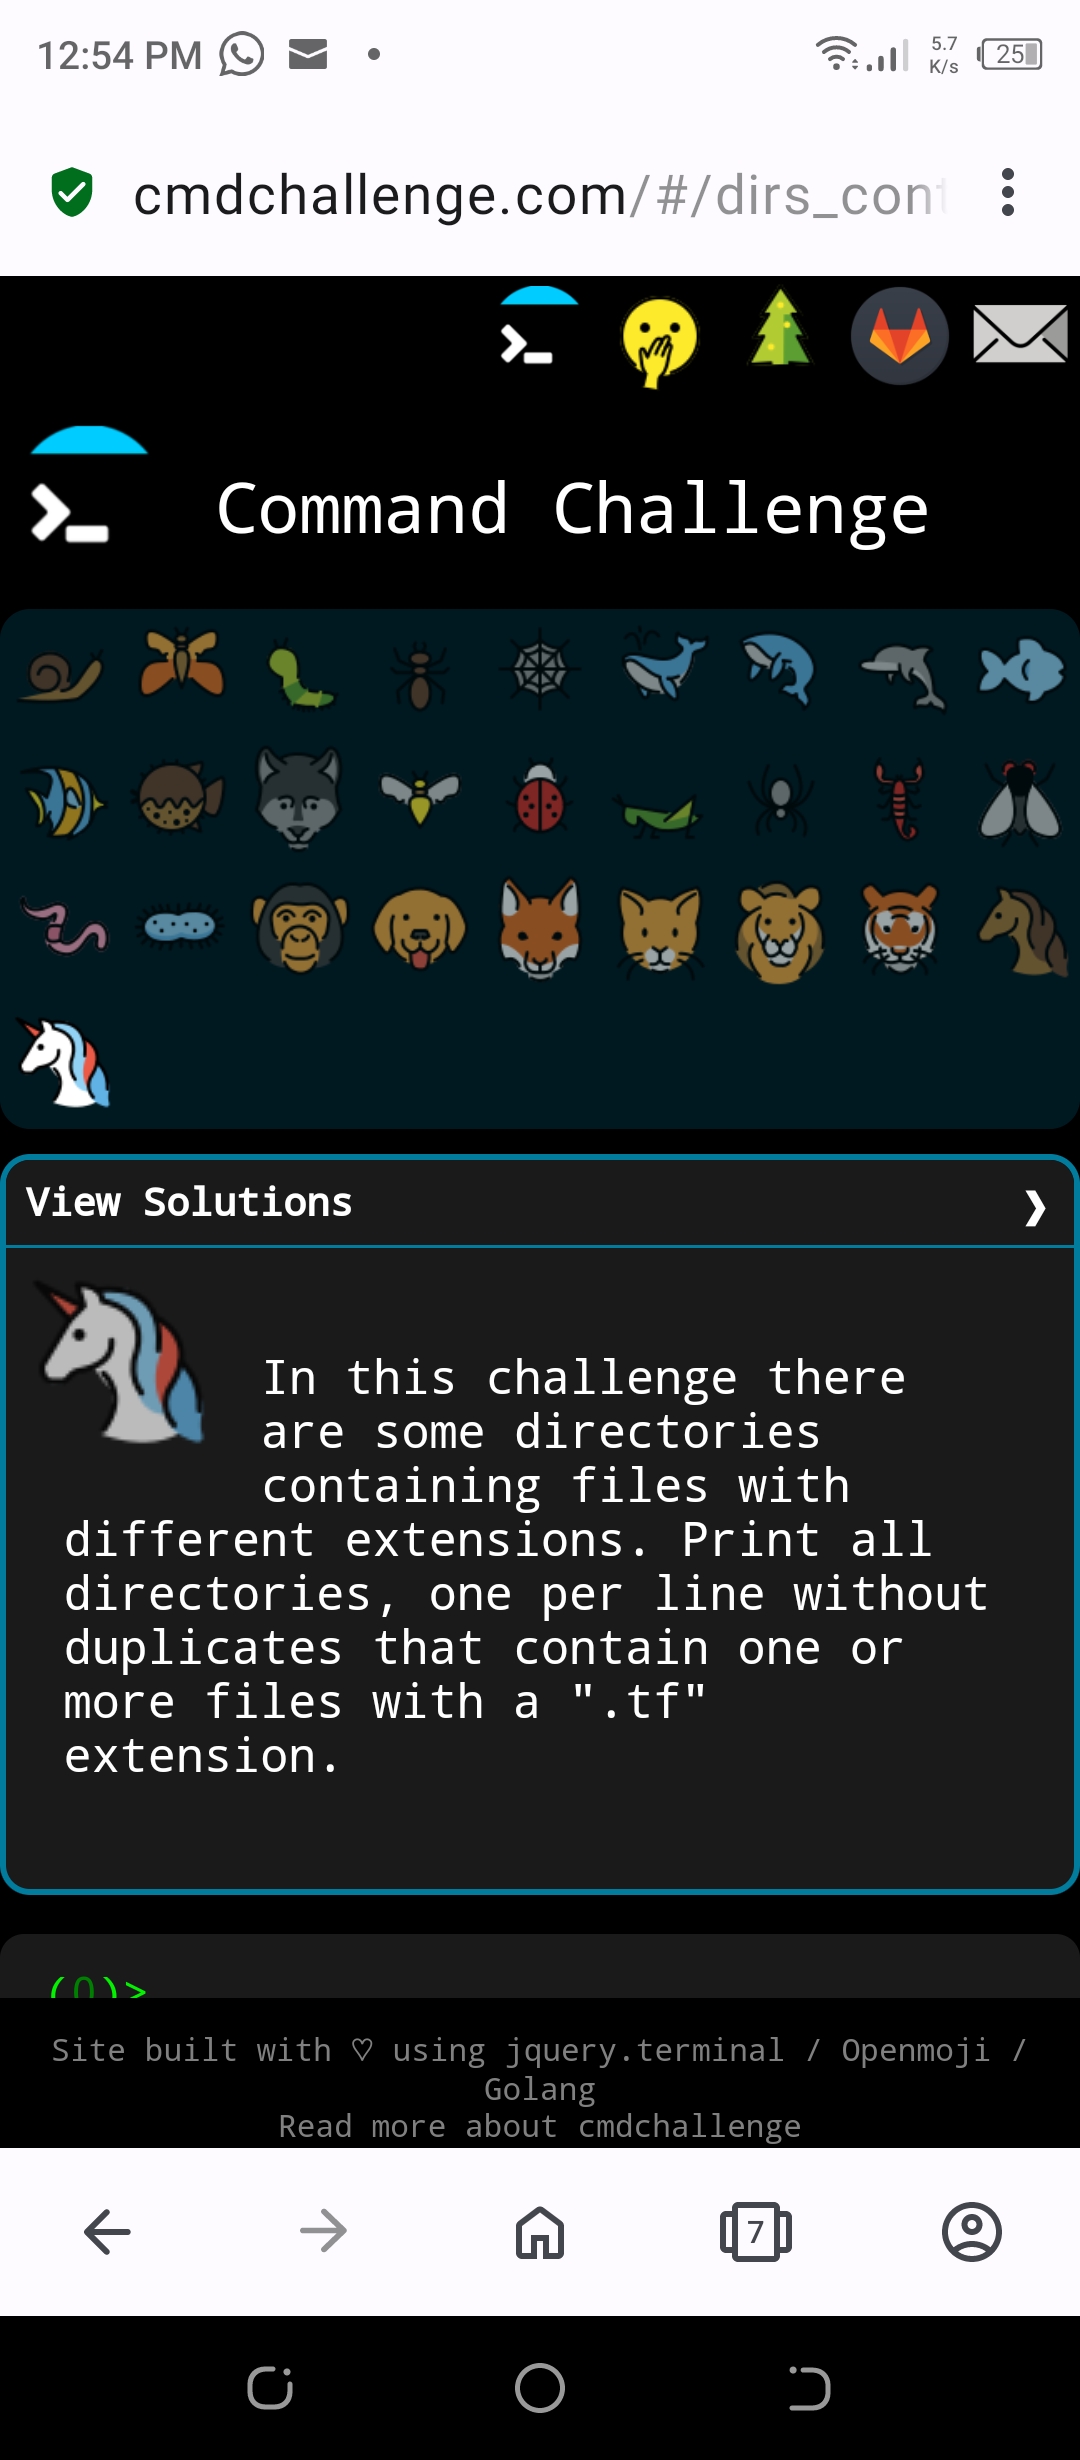 12:54 PM
5.7
K/s
25
cmdchallenge.com/#/dirs_cont
Command Challenge
View Solutions
In this challenge there
are some directories
containing files with
different extensions. Print all
directories, one per line without
duplicates that contain one or
more files with a ".tf"
extension.
(0)>
Site built with ♡ using jquery.terminal / Openmoji /
Golang
Read more about cmdchallenge
7